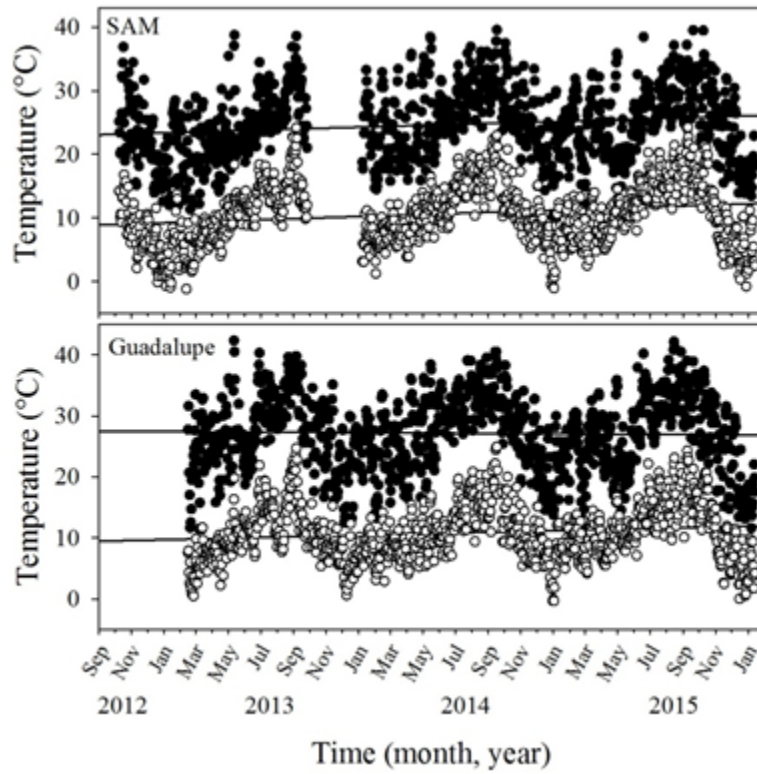 SAM
40
30
20
10
0
Temperature (°C)
Guadalupe
40
30
20
10
0
Temperature (°C)
Sep Nov Jan Mar May Jul Sep Nov Jan Mar May Jul Sep Nov Jan Mar May Jul Sep Nov Jan
2012 2013 2014 2015
Time (month, year)